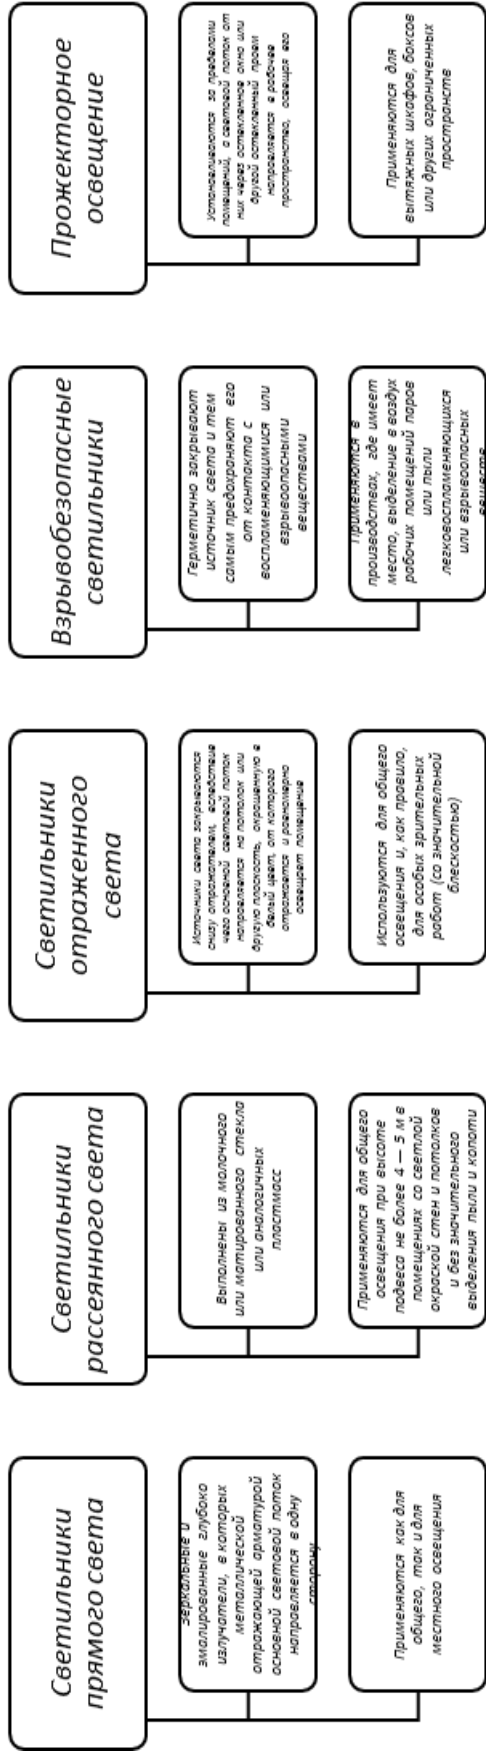 Светильники
прямого света
Зеркальные и
эмалированные глубоко
излучатели, в которых
металлической
отражающей арматурой
основной световой поток
направляется в одну
сторону
Применяются как для
общего, так и для
местного освещения
Светильники
рассеянного света
Выполнены из молочного
или матированного стекла
или аналогичных
пластмасс
Применяются для общего
освещения при высоте
подвеса не более 4 — 5 м в
помещениях со светлой
окраской стен и потолков
и без значительного
выделения пыли и копоти
Светильники
отраженного
света
Источники света закрываются
снизу отражателем, вследствие
чего основной световой поток
направляется на потолок или
другую плоскость, окрашенную в
белый цвет, от которого
отражается и равномерно
освещает помещение
Используются для общего
освещения и, как правило,
для особых зрительных
работ (со значительной
блескостью)
Взрывобезопасные
светильники
Герметично закрывают
источник света и тем
самым предохраняют его
от контакта с
воспламеняющимися или
взрывоопасными
веществами
Применяются в
производствах, где имеет
место, выделение в воздух
рабочих помещений паров
или пыли
легковоспламеняющихся
или взрывоопасных
веществ
Прожекторное
освещение
Устанавливаются за пределами
помещений, а световой поток от
них через остекленное окно или
другой остекленный проем
направляется в рабочее
пространство, освещая его
Применяются для
вытяжных шкафов, боксов
или других ограниченных
пространств